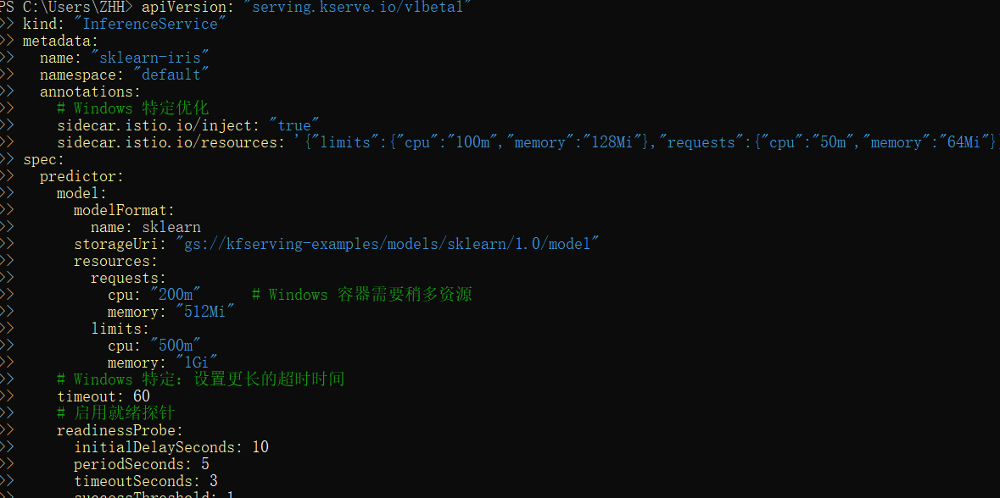 PS C:\Users\ZHH> apiVersion: "serving.kserve.io/v1beta1"
>> kind: "InferenceService"
>> metadata:
>>   name: "sklearn-iris"
>>   namespace: "default"
>>   annotations:
>>     # Windows 特定优化
>>     sidecar.istio.io/inject: "true"
>>     sidecar.istio.io/resources: '{"limits":{"cpu":"100m","memory":"128Mi"},"requests":{"cpu":"50m","memory":"64Mi"}
>> spec:
>>   predictor:
>>     model:
>>       modelFormat:
>>         name: sklearn
>>       storageUri: "gs://kfserving-examples/models/sklearn/1.0/model"
>>       resources:
>>         requests:
>>           cpu: "200m"      # Windows 容器需要稍多资源
>>           memory: "512Mi"
>>         limits:
>>           cpu: "500m"
>>           memory: "1Gi"
>>     # Windows 特定：设置更长的超时时间
>>     timeout: 60
>>     # 启用就绪探针
>>     readinessProbe:
>>       initialDelaySeconds: 10
>>       periodSeconds: 5
>>       timeoutSeconds: 3
>>       successThreshold: 1